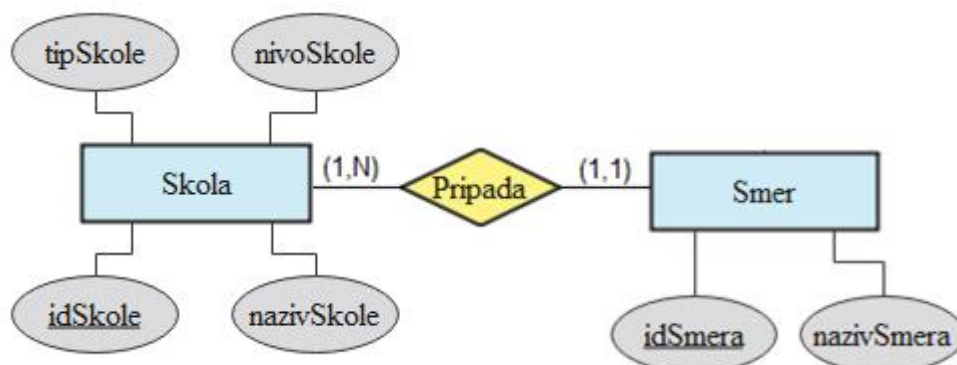 tipSkole
nivoSkole
Skola
(1,N)
Pripada
(1,1)
Smer
idSkole
nazivSkole
idSmera
nazivSmera